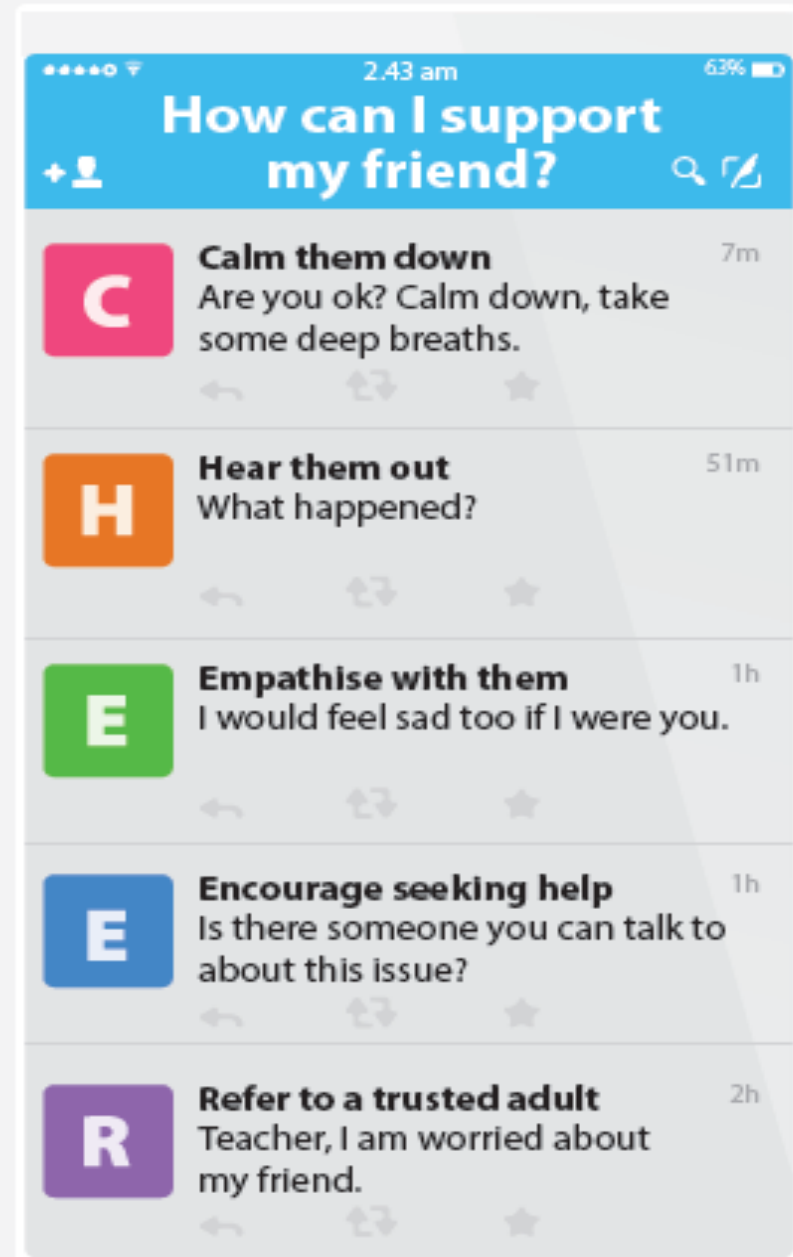 2.43 am
63%
How can I support
my friend?
C
Calm them down
7m
Are you ok? Calm down, take
some deep breaths.
H
Hear them out
51m
What happened?
E
Empathise with them
1h
I would feel sad too if I were you.
E
Encourage seeking help
1h
Is there someone you can talk to
about this issue?
R
Refer to a trusted adult
2h
Teacher, I am worried about
my friend.